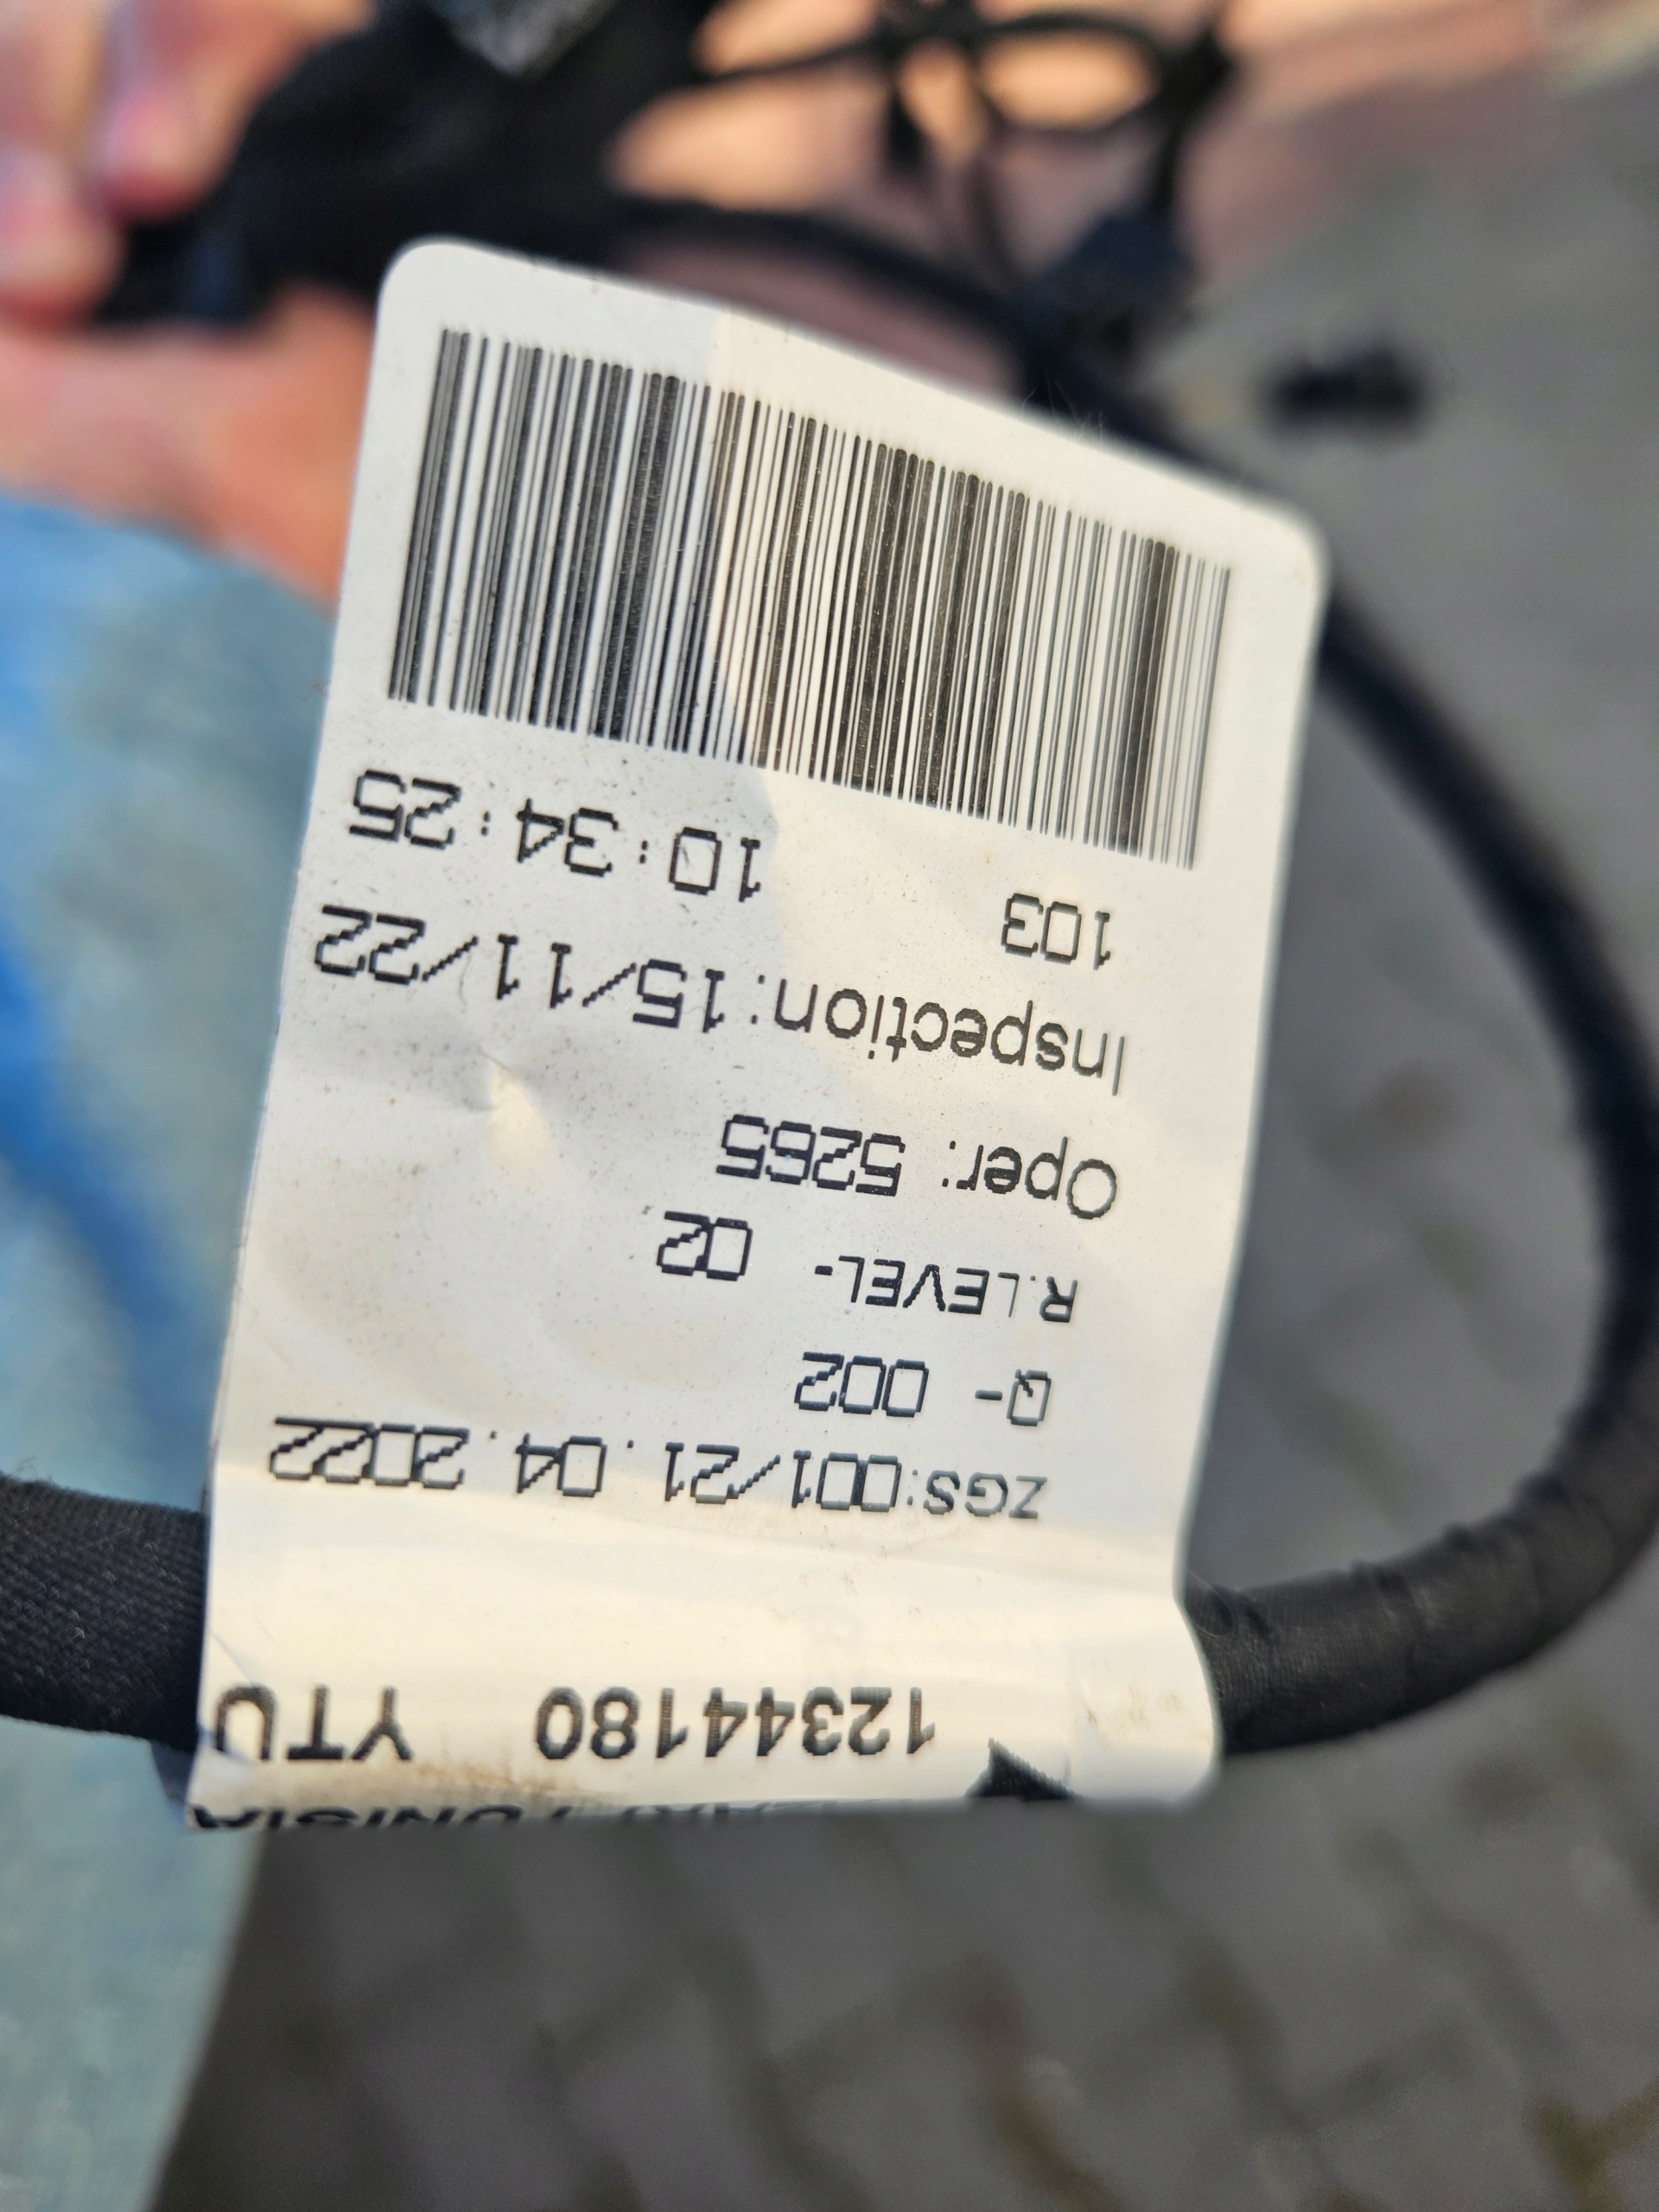 TUNISIA
12344180 YTU
ZGS:001/21.04.2022
Q- 002
R.LEVEL- 02
Oper: 5265
Inspection:15/11/22
103 10:34:25